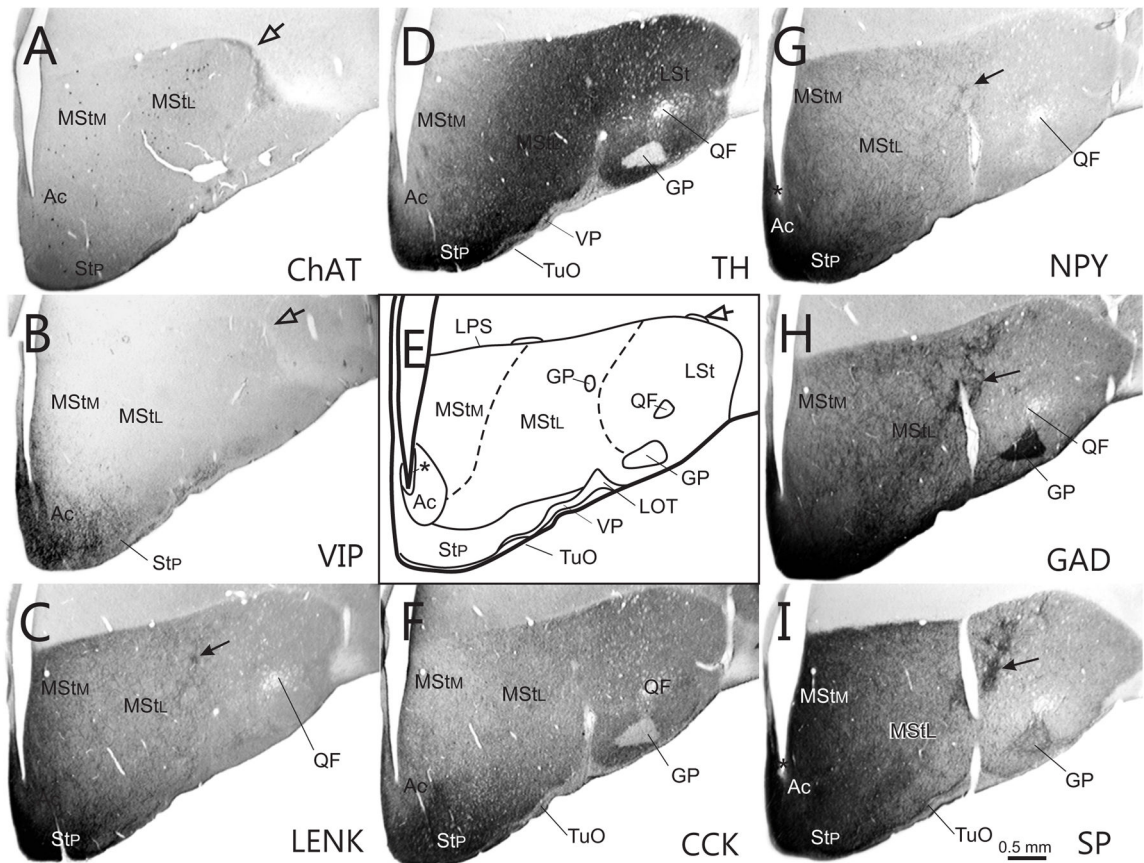 A
MStL
MStM
Ac
StP
ChAT
D
LSt
MStM
MStL
QF
GP
Ac
VP
StP
TuO
TH
G
MStM
MStL
QF
*
Ac
StP
NPY
B
MStM
MStL
Ac
StP
VIP
E
LPS
GP
LSt
MStM
QF
MStL
*
GP
Ac
LOT
VP
StP
TuO
H
MStM
MStL
QF
GP
GAD
C
MStM
MStL
QF
StP
LENK
F
MStM
MStL
QF
GP
Ac
StP
TuO
CCK
I
MStM
MStL
*
Ac
GP
StP
TuO
0.5 mm
SP